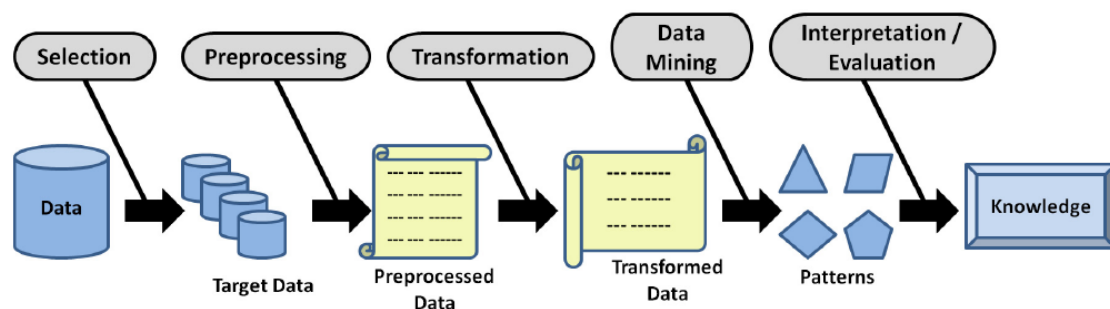 Selection
Preprocessing
Transformation
Data
Mining
Interpretation /
Evaluation
Data
Target Data
Preprocessed
Data
Transformed
Data
Patterns
Knowledge